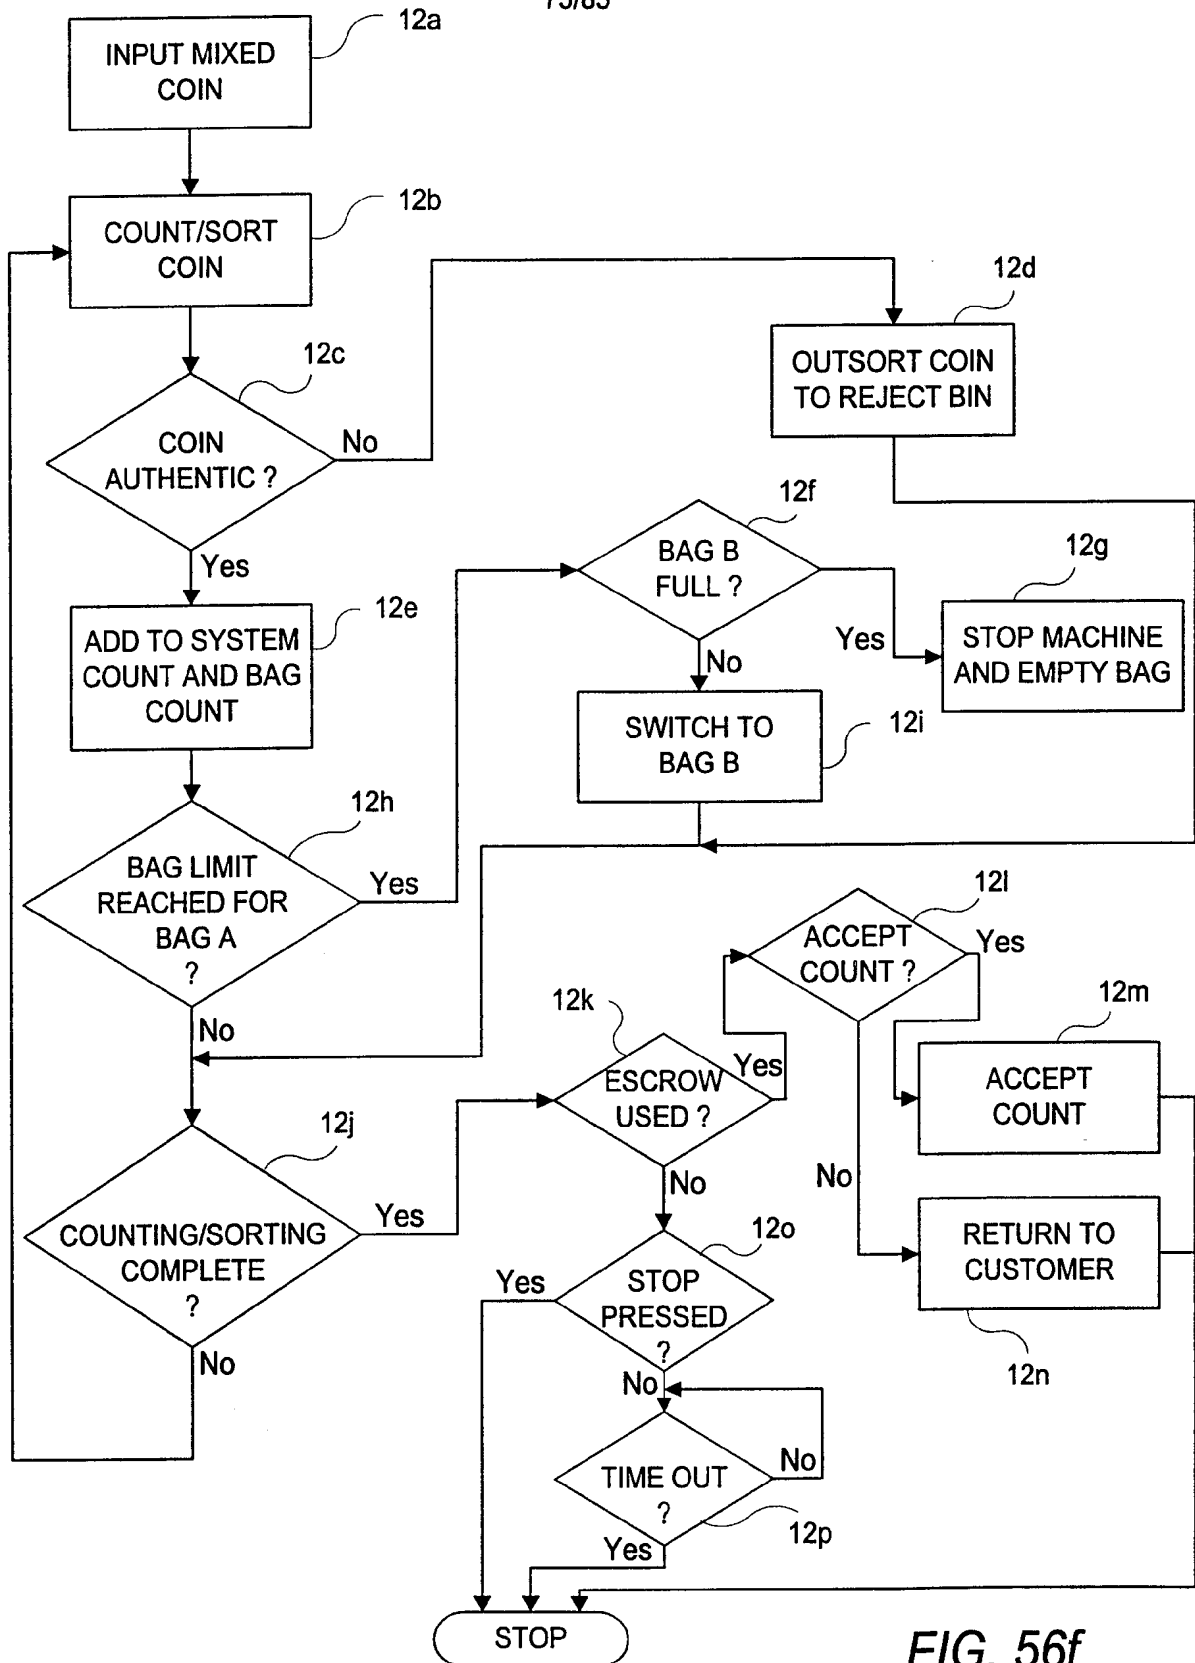 75/85
12a
INPUT MIXED
COIN
12b
COUNT/SORT
COIN
12c
COIN
AUTHENTIC ?
No
Yes
12d
OUTSORT COIN
TO REJECT BIN
12e
ADD TO SYSTEM
COUNT AND BAG
COUNT
12f
BAG B
FULL ?
Yes
No
12g
STOP MACHINE
AND EMPTY BAG
12i
SWITCH TO
BAG B
12h
BAG LIMIT
REACHED FOR
BAG A
?
Yes
No
12j
COUNTING/SORTING
COMPLETE
?
Yes
No
12k
ESCROW
USED ?
Yes
No
12l
ACCEPT
COUNT ?
Yes
No
12m
ACCEPT
COUNT
RETURN TO
CUSTOMER
12n
12o
STOP
PRESSED
?
Yes
No
TIME OUT
?
No
12p
Yes
STOP
FIG. 56f